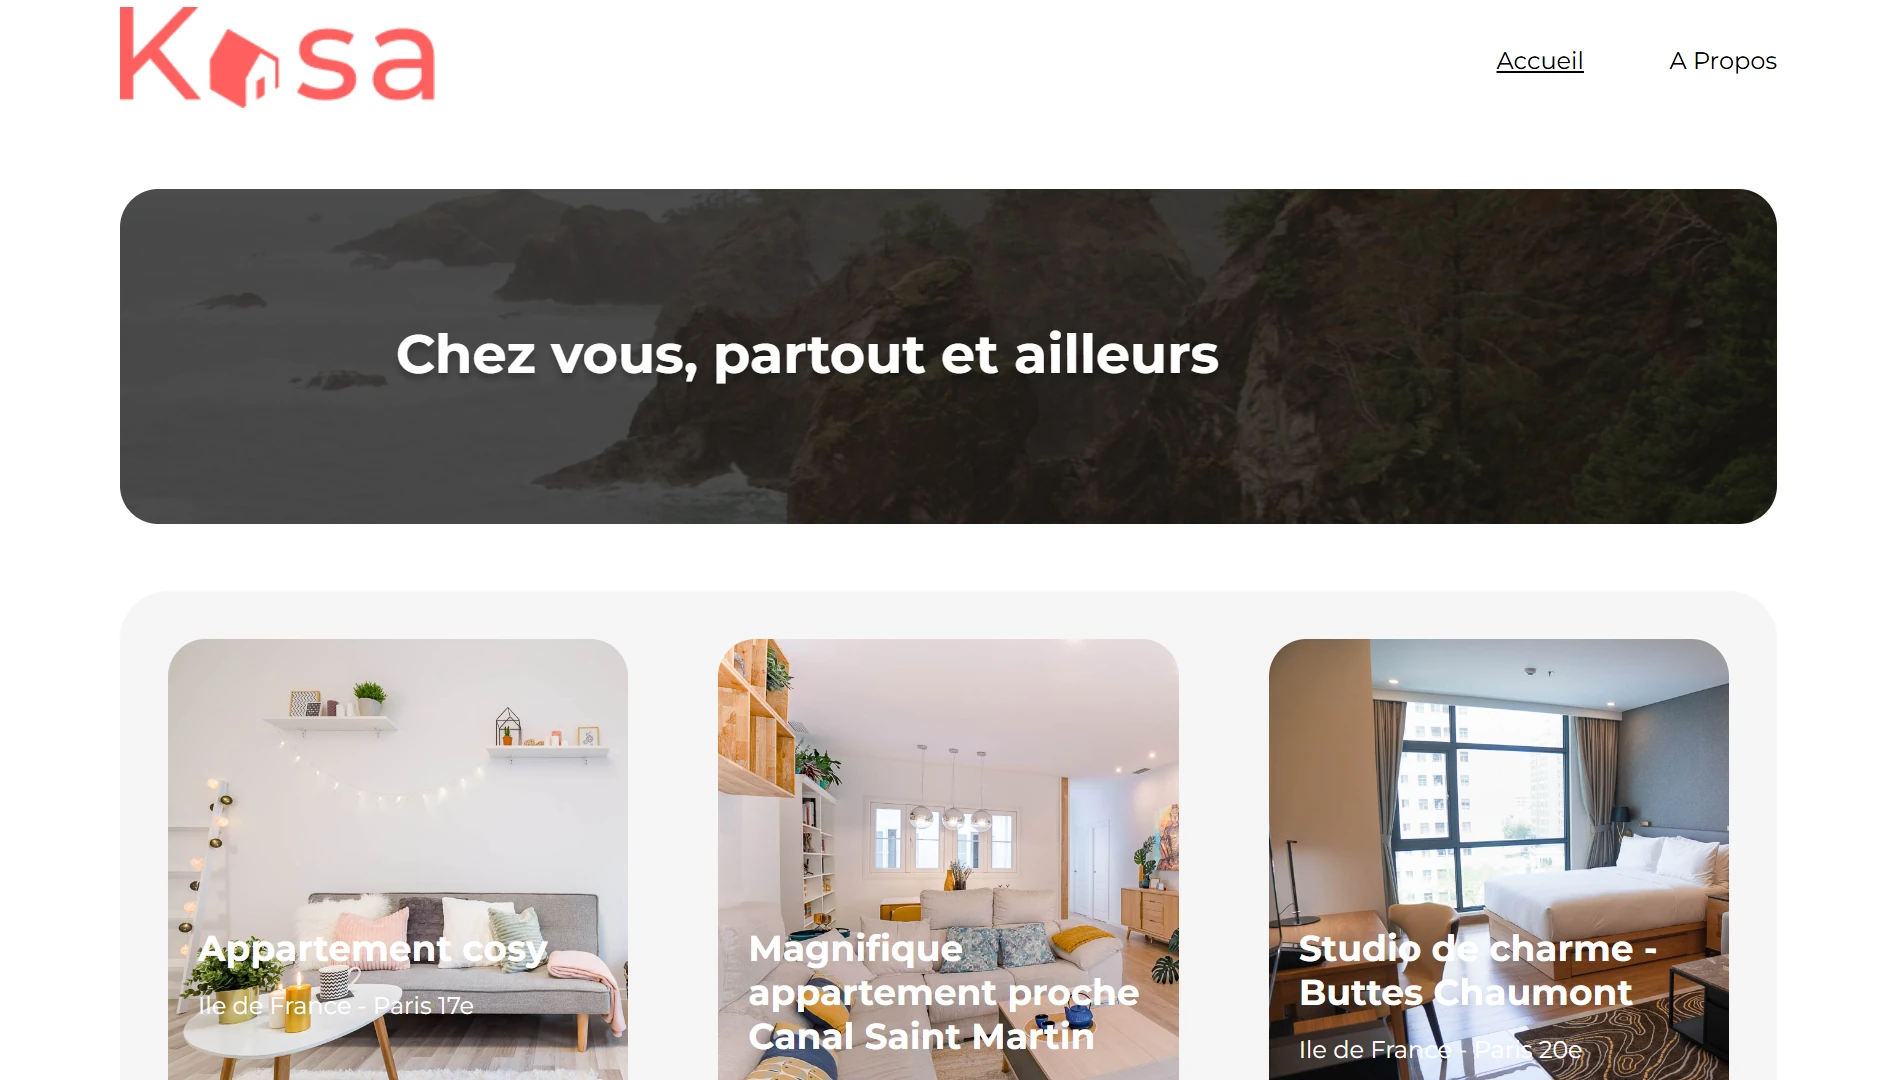 Kasa
Accueil
A Propos
Chez vous, partout et ailleurs
Appartement cosy
Ile de France - Paris 17e
Magnifique
appartement proche
Canal Saint Martin
Studio de charme -
Buttes Chaumont
Ile de France - Paris 20e